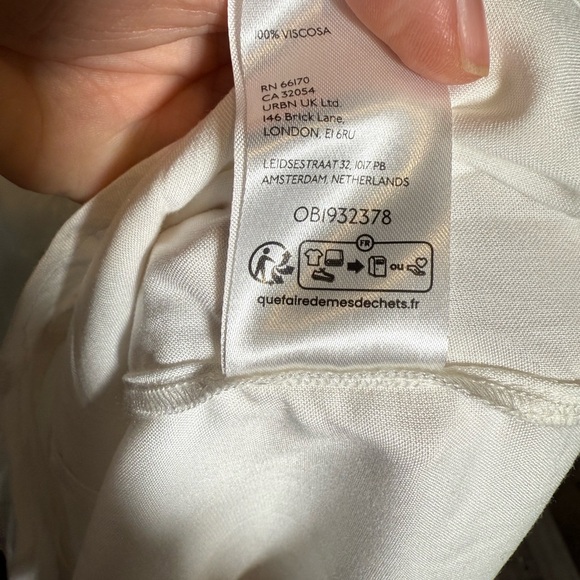 100% VISCOSA
RN 66170
CA 32054
URBN UK Ltd.
146 Brick Lane,
LONDON, E1 6RU
LEIDSESTRAAT 32, 1017 PB
AMSTERDAM, NETHERLANDS
OB1932378
FR
ou
quefairedemesdechets.fr